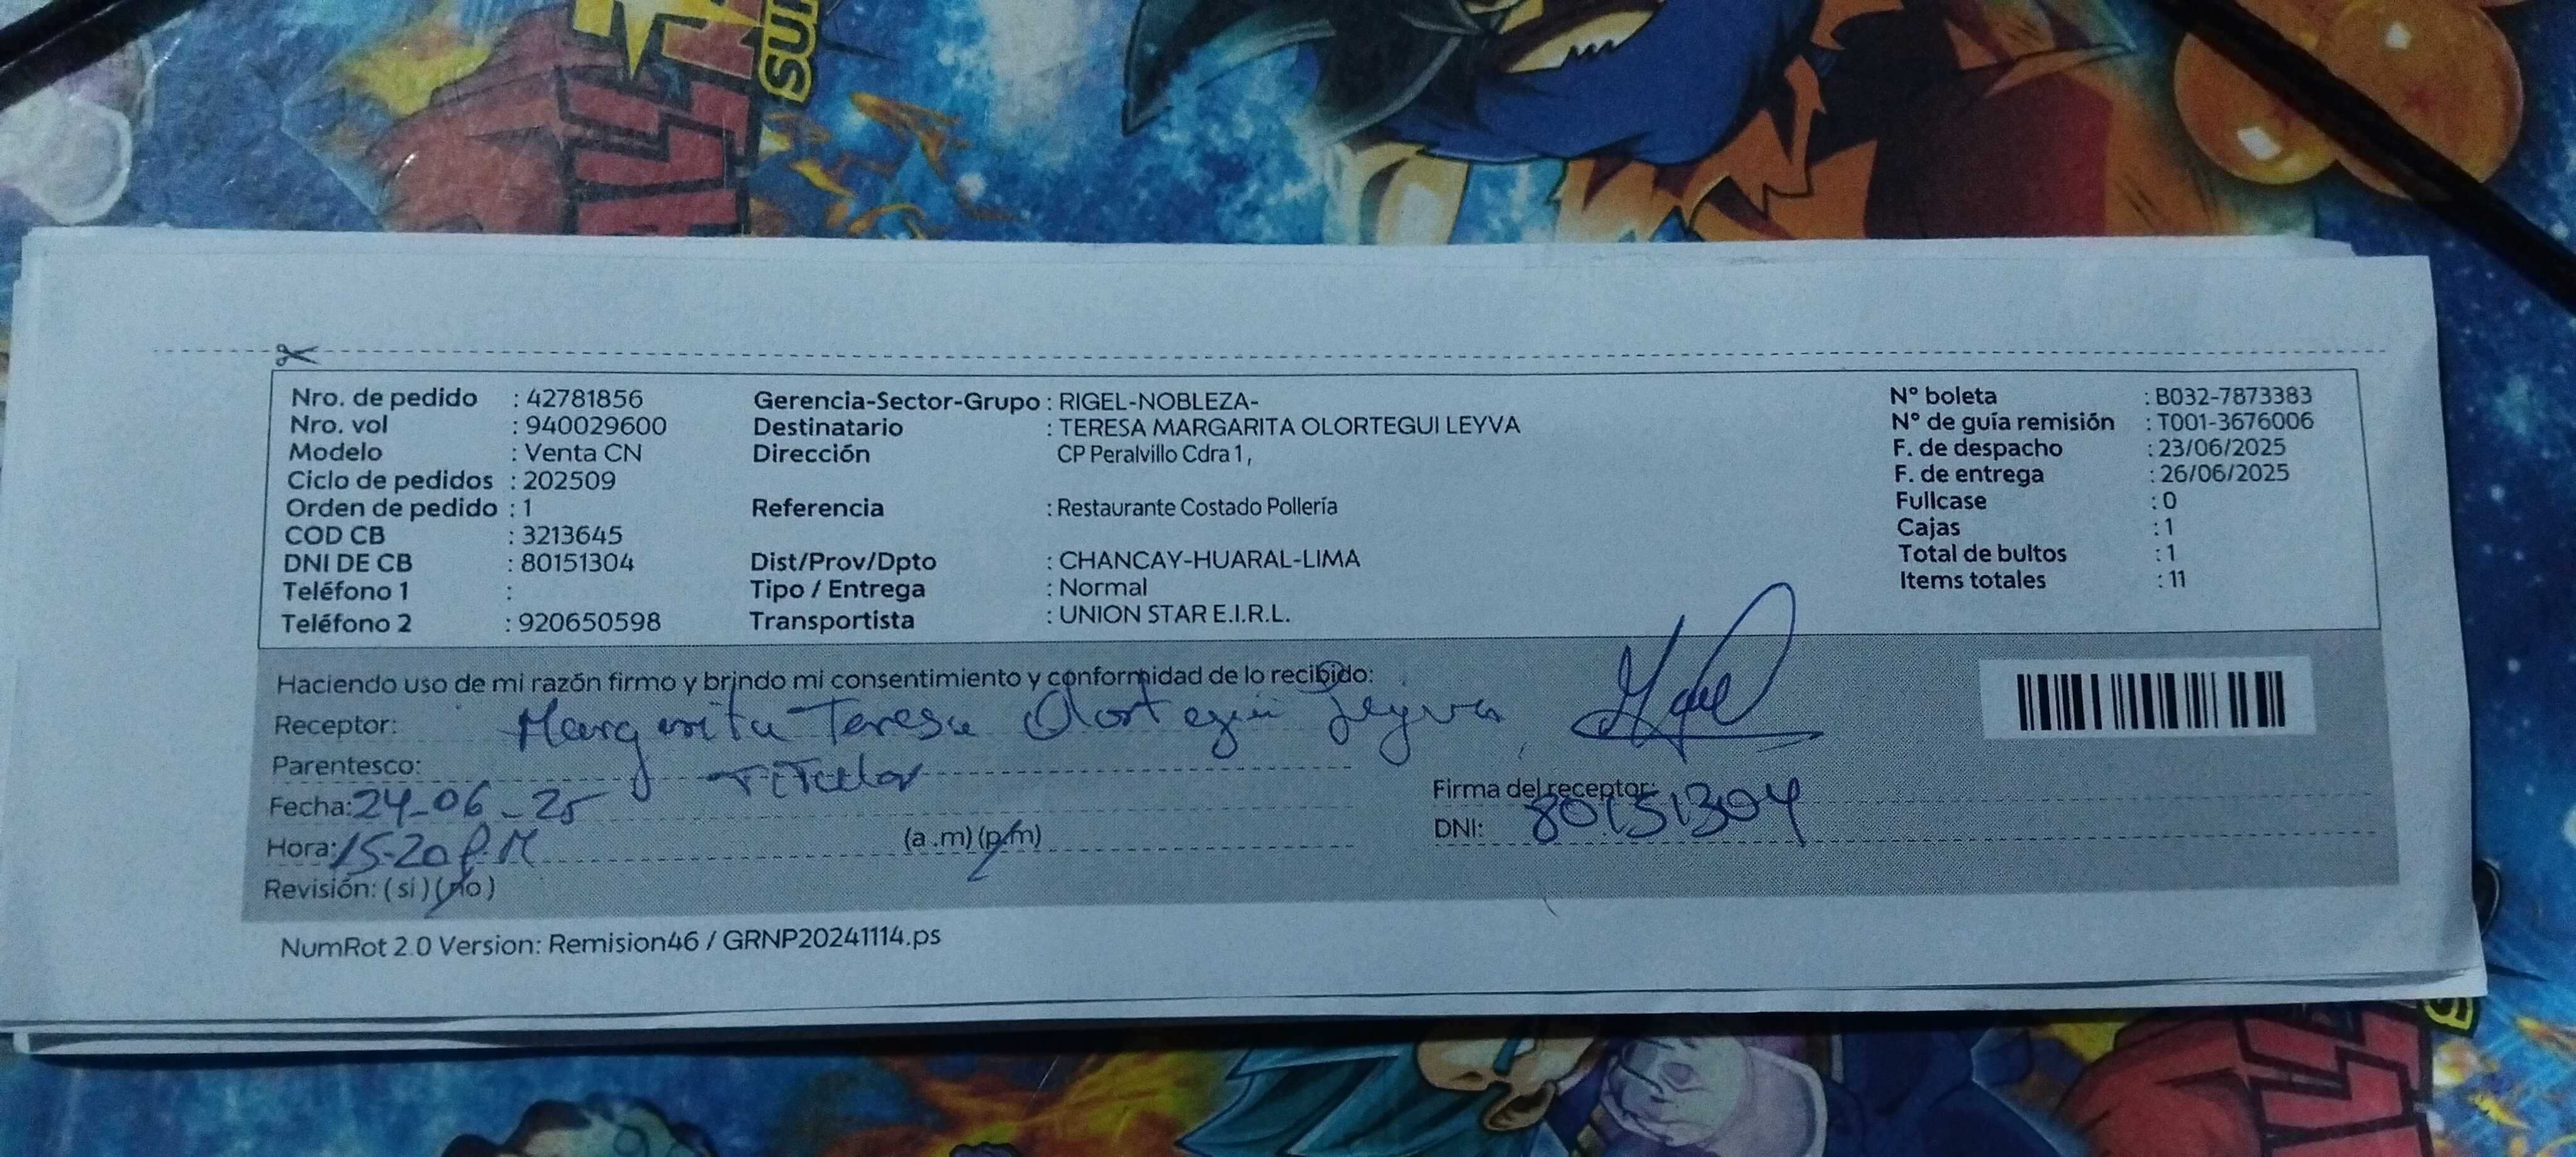 SU
Nro. de pedido : 42781856
Nro. vol : 940029600
Modelo : Venta CN
Ciclo de pedidos : 202509
Orden de pedido : 1
COD CB : 3213645
DNI DE CB : 80151304
Teléfono 1 :
Teléfono 2 : 920650598
Gerencia-Sector-Grupo : RIGEL-NOBLEZA-
Destinatario : TERESA MARGARITA OLORTEGUI LEYVA
Dirección CP Peralvillo Cdra 1,
Referencia : Restaurante Costado Pollería
Dist/Prov/Dpto : CHANCAY-HUARAL-LIMA
Tipo / Entrega : Normal
Transportista : UNION STAR E.I.R.L.
Nº boleta : B032-7873383
Nº de guía remisión : T001-3676006
F. de despacho : 23/06/2025
F. de entrega : 26/06/2025
Fullcase : 0
Cajas : 1
Total de bultos : 1
Items totales : 11
Haciendo uso de mi razón firmo y brindo mi consentimiento y conformidad de lo recibido:
Receptor: Margarita Teresa Olortegui Leyva
Parentesco: Titular
Fecha: 24-06-25
Hora: 15-20 P.M (a.m) (p.m)
Revisión: (si) (no)
Firma del receptor:
DNI: 80151304
NumRot 2.0 Version: Remision46 / GRNP20241114.ps